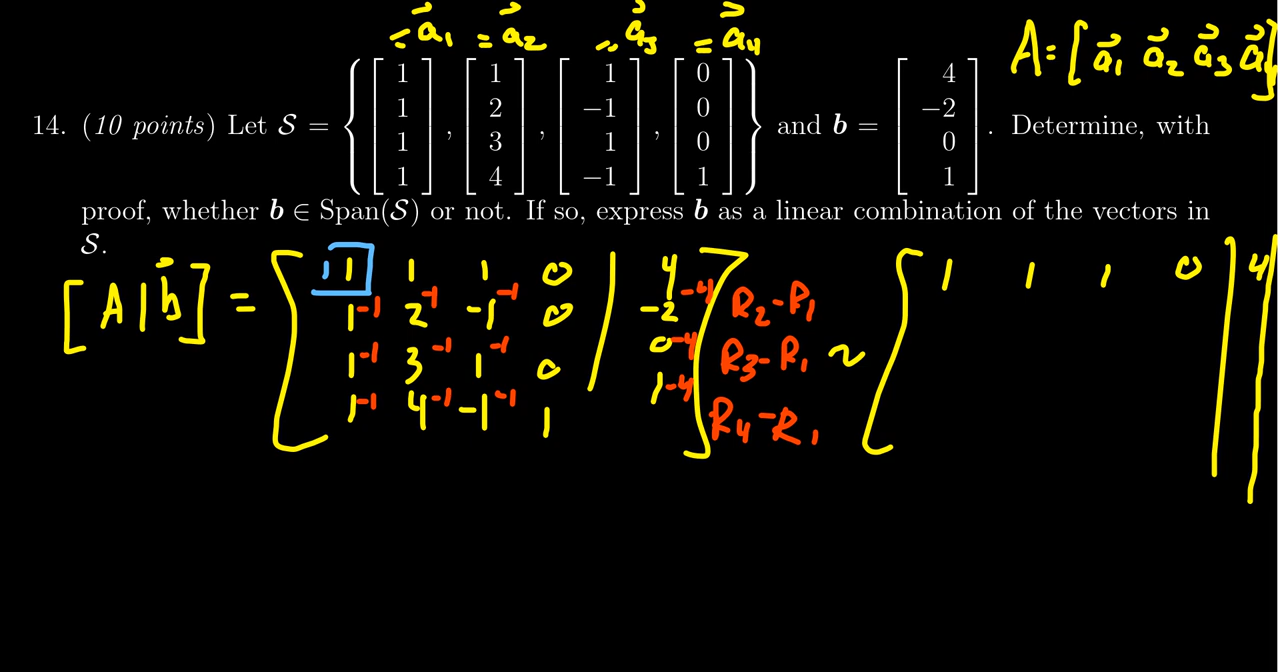 = a⃗₁ = a⃗₂ = a⃗₃ = a⃗₄ A = [a⃗₁ a⃗₂ a⃗₃ a⃗₄]
14. (10 points) Let S = { [1 1 1 1], [1 2 3 4], [1 −1 1 −1], [0 0 0 1] } and b = [4 −2 0 1]. Determine, with
proof, whether b ∈ Span(S) or not. If so, express b as a linear combination of the vectors in
S.
[A | b⃗] =
1 1 1 0 | 4
1-1 2-1 -1-1 0 | -2-4 R₂-R₁
1-1 3-1 1-1 0 | 0-4 R₃-R₁
1-1 4-1 -1-1 1 | 1-4 R₄-R₁
~ [ 1 1 1 0 | 4